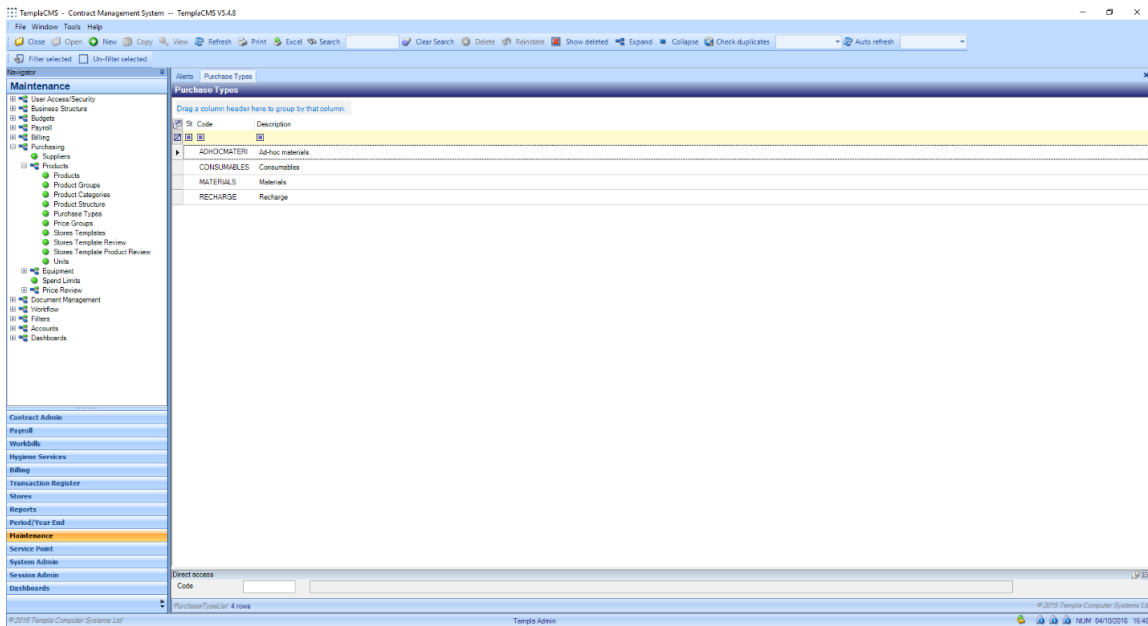 TemplaCMS - Contract Management System -- TemplaCMS V5.4.8
File Window Tools Help
Close Open New Copy View Refresh Print Excel Search Clear Search Delete Reinstate Show deleted Expand Collapse Check duplicates Auto refresh
Filter selected Un-filter selected
Navigator
Maintenance
User Access/Security
Business Structure
Budgets
Payroll
Billing
Purchasing
Suppliers
Products
Products
Product Groups
Product Categories
Product Structure
Purchase Types
Price Groups
Stores Templates
Stores Template Review
Stores Template Product Review
Units
Equipment
Spend Limits
Price Review
Document Management
Workflow
Filters
Accounts
Dashboards
Contract Admin
Payroll
Workbills
Hygiene Services
Billing
Transaction Register
Stores
Reports
Period/Year End
Maintenance
Service Point
System Admin
Session Admin
Dashboards
Alerts Purchase Types
Purchase Types
Drag a column header here to group by that column.
St Code Description
ADHOCMATERI Ad-hoc materials
CONSUMABLES Consumables
MATERIALS Materials
RECHARGE Recharge
Direct access
Code
PurchaseTypeList 4 rows © 2015 Templa Computer Systems Ltd
© 2015 Templa Computer Systems Ltd Templa Admin NUM 04/10/2016